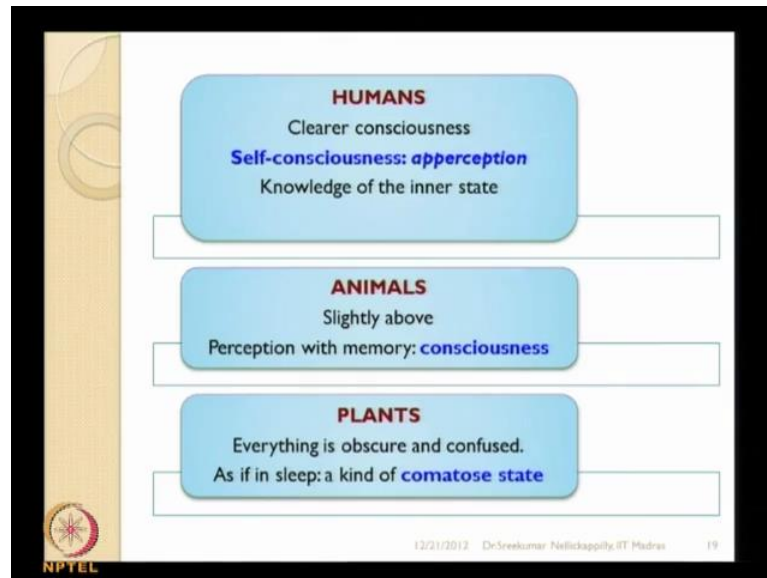 HUMANS
Clearer consciousness
Self-consciousness: apperception
Knowledge of the inner state
ANIMALS
Slightly above
Perception with memory: consciousness
PLANTS
Everything is obscure and confused.
As if in sleep: a kind of comatose state
12/21/2012 Dr.Sreekumar Nellickappilly, IIT Madras 19
NPTEL